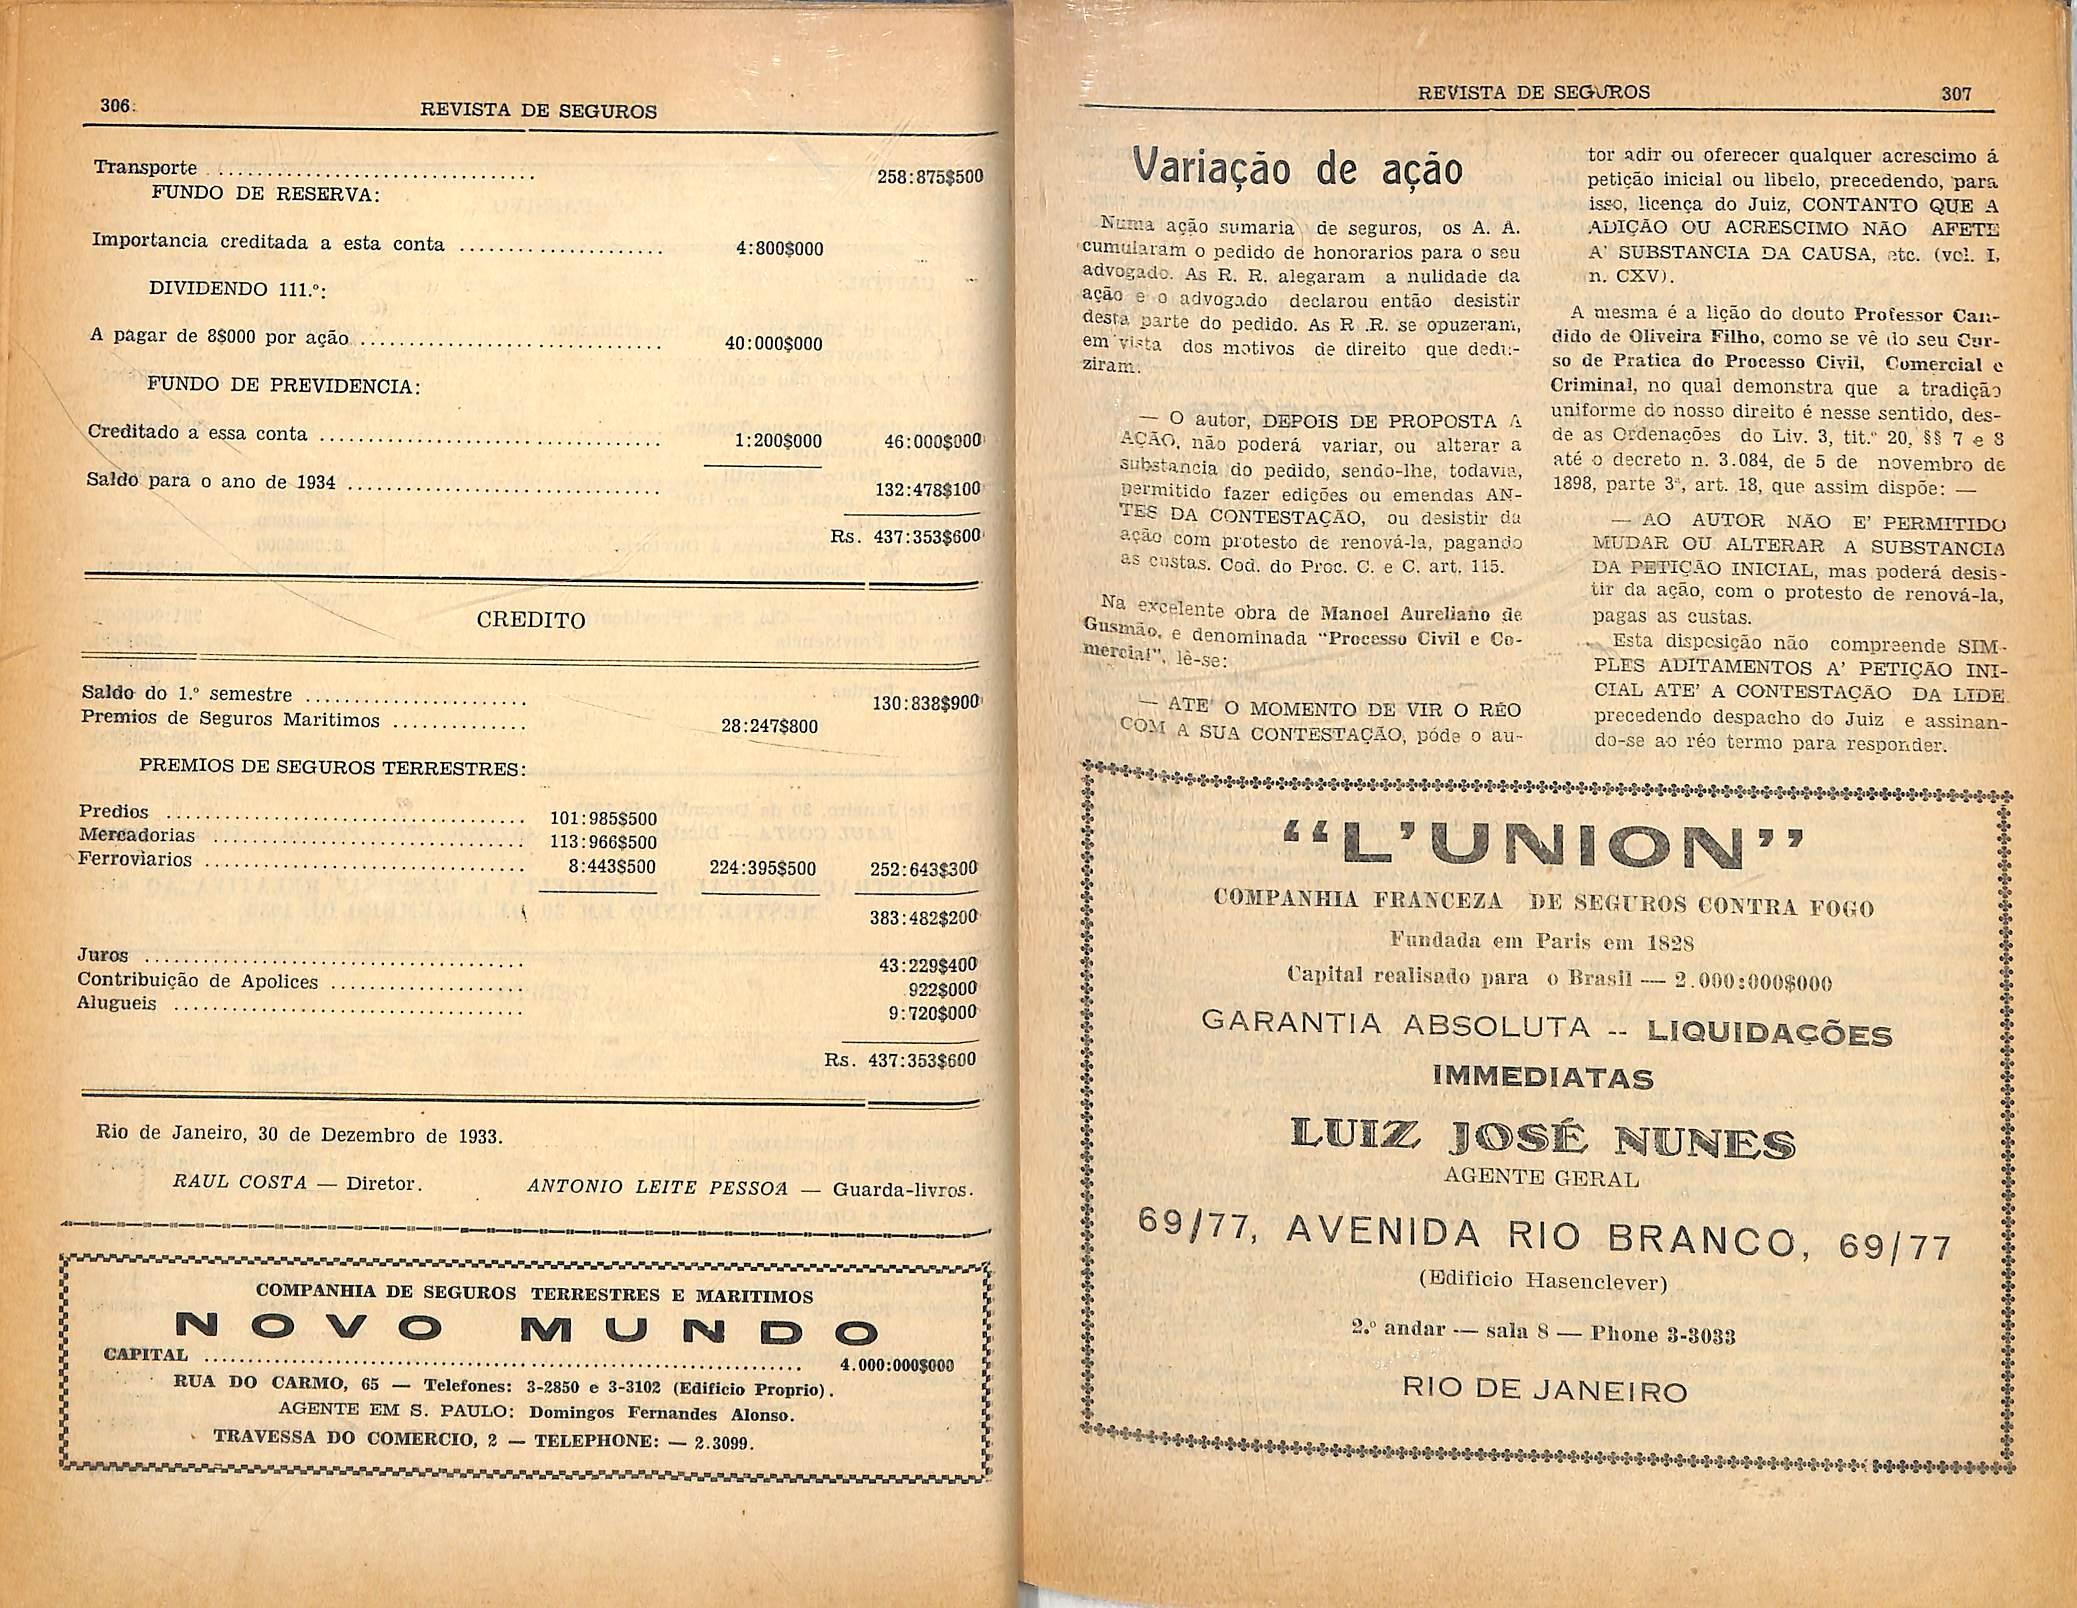 306
REVISTA DE SEGUROS
Transporte .................................. 258:875$500
FUNDO DE RESERVA:
Importancia creditada a esta conta ........................ 4:800$000
DIVIDENDO 111.º:
A pagar de 8$000 por ação ................................ 40:000$000
FUNDO DE PREVIDENCIA:
Creditado a essa conta .................................... 1:200$000 46:000$000
Saldo para o ano de 1934 ................................. 132:478$100
Rs. 437:353$600
CREDITO
Saldo do 1.º semestre ........................ 130:838$900
Premios de Seguros Maritimos .............. 28:247$800
PREMIOS DE SEGUROS TERRESTRES:
Predios ...................................... 101:985$500
Mercadorias ................................. 113:966$500
Ferroviarios .................................. 8:443$500 224:395$500 252:643$300
383:482$200
Juros ........................................ 43:229$400
Contribuição de Apolices ..................... 922$000
Alugueis ..................................... 9:720$000
Rs. 437:353$600
Rio de Janeiro, 30 de Dezembro de 1933.
RAUL COSTA — Diretor. ANTONIO LEITE PESSOA — Guarda-livros.
COMPANHIA DE SEGUROS TERRESTRES E MARITIMOS
NOVO MUNDO
CAPITAL .................................................................... 4.000:000$000
RUA DO CARMO, 65 — Telefones: 3-2850 e 3-3102 (Edificio Proprio).
AGENTE EM S. PAULO: Domingos Fernandes Alonso.
TRAVESSA DO COMERCIO, 2 — TELEPHONE: — 2.3099.
REVISTA DE SEGUROS
307
Variação de ação
Numa ação sumaria de seguros, os A. A.
cumularam o pedido de honorarios para o seu
advogado. As R. R. alegaram a nulidade da
ação e o advogado declarou então desistir
desta parte do pedido. As R .R. se opuzeram,
em vista dos motivos de direito que dedu-
ziram.
— O autor, DEPOIS DE PROPOSTA A
AÇÃO, não poderá variar, ou alterar a
substancia do pedido, sendo-lhe, todavia,
permitido fazer edições ou emendas AN-
TES DA CONTESTAÇÃO, ou desistir da
ação com protesto de renová-la, pagando
as custas. Cod. do Proc. C. e C. art. 115.
Na excelente obra de Manoel Aureliano de
Gusmão, e denominada "Processo Civil e Co-
mercial", lê-se:
— ATE' O MOMENTO DE VIR O RÉO
COM A SUA CONTESTAÇÃO, póde o au-
tor adir ou oferecer qualquer acrescimo á
petição inicial ou libelo, precedendo, para
isso, licença do Juiz, CONTANTO QUE A
ADIÇÃO OU ACRESCIMO NÃO AFETE
A' SUBSTANCIA DA CAUSA, etc. (vol. I,
n. CXV).
A mesma é a lição do douto Professor Can-
dido de Oliveira Filho, como se vê do seu Cur-
so de Pratica do Processo Civil, Comercial e
Criminal, no qual demonstra que a tradição
uniforme do nosso direito é nesse sentido, des-
de as Ordenações do Liv. 3, tit.º 20, §§ 7 e 8
até o decreto n. 3.084, de 5 de novembro de
1898, parte 3ª, art. 18, que assim dispõe: —
— AO AUTOR NÃO E' PERMITIDO
MUDAR OU ALTERAR A SUBSTANCIA
DA PETIÇÃO INICIAL, mas poderá desis-
tir da ação, com o protesto de renová-la,
pagas as custas.
Esta disposição não compreende SIM-
PLES ADITAMENTOS A' PETIÇÃO INI-
CIAL ATE' A CONTESTAÇÃO DA LIDE
precedendo despacho do Juiz e assinan-
do-se ao réo termo para responder.
"L'UNION"
COMPANHIA FRANCEZA DE SEGUROS CONTRA FOGO
Fundada em Paris em 1828
Capital realisado para o Brasil — 2.000:000$000
GARANTIA ABSOLUTA -- LIQUIDAÇÕES
IMMEDIATAS
LUIZ JOSÉ NUNES
AGENTE GERAL
69/77, AVENIDA RIO BRANCO, 69/77
(Edificio Hasenclever)
2.º andar — sala 8 — Phone 3-3033
RIO DE JANEIRO